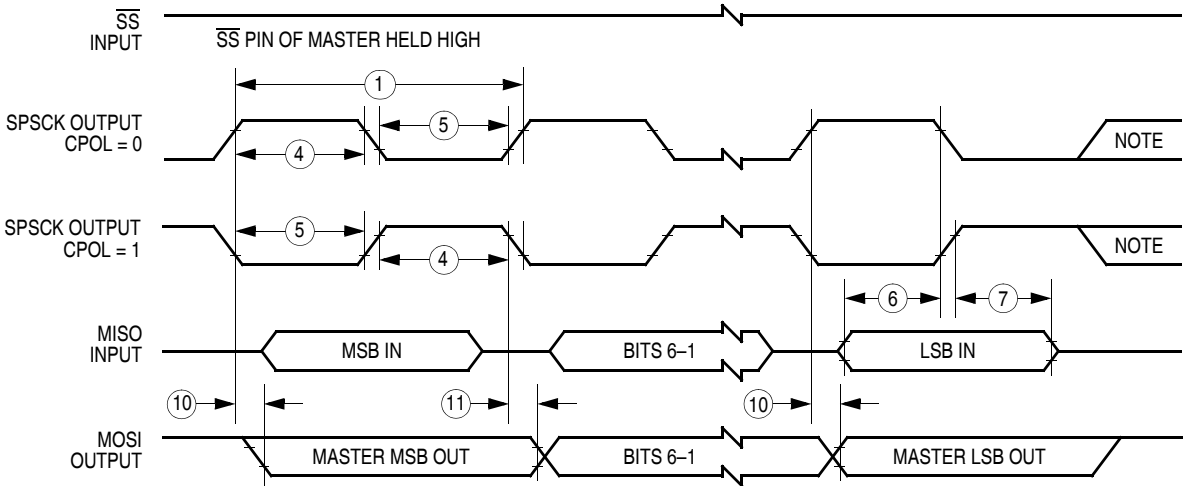 SS
INPUT
SS PIN OF MASTER HELD HIGH
1
SPSCK OUTPUT
CPOL = 0
5
4
NOTE
SPSCK OUTPUT
CPOL = 1
5
4
NOTE
6
7
MISO
INPUT
MSB IN
BITS 6–1
LSB IN
10
11
10
MOSI
OUTPUT
MASTER MSB OUT
BITS 6–1
MASTER LSB OUT